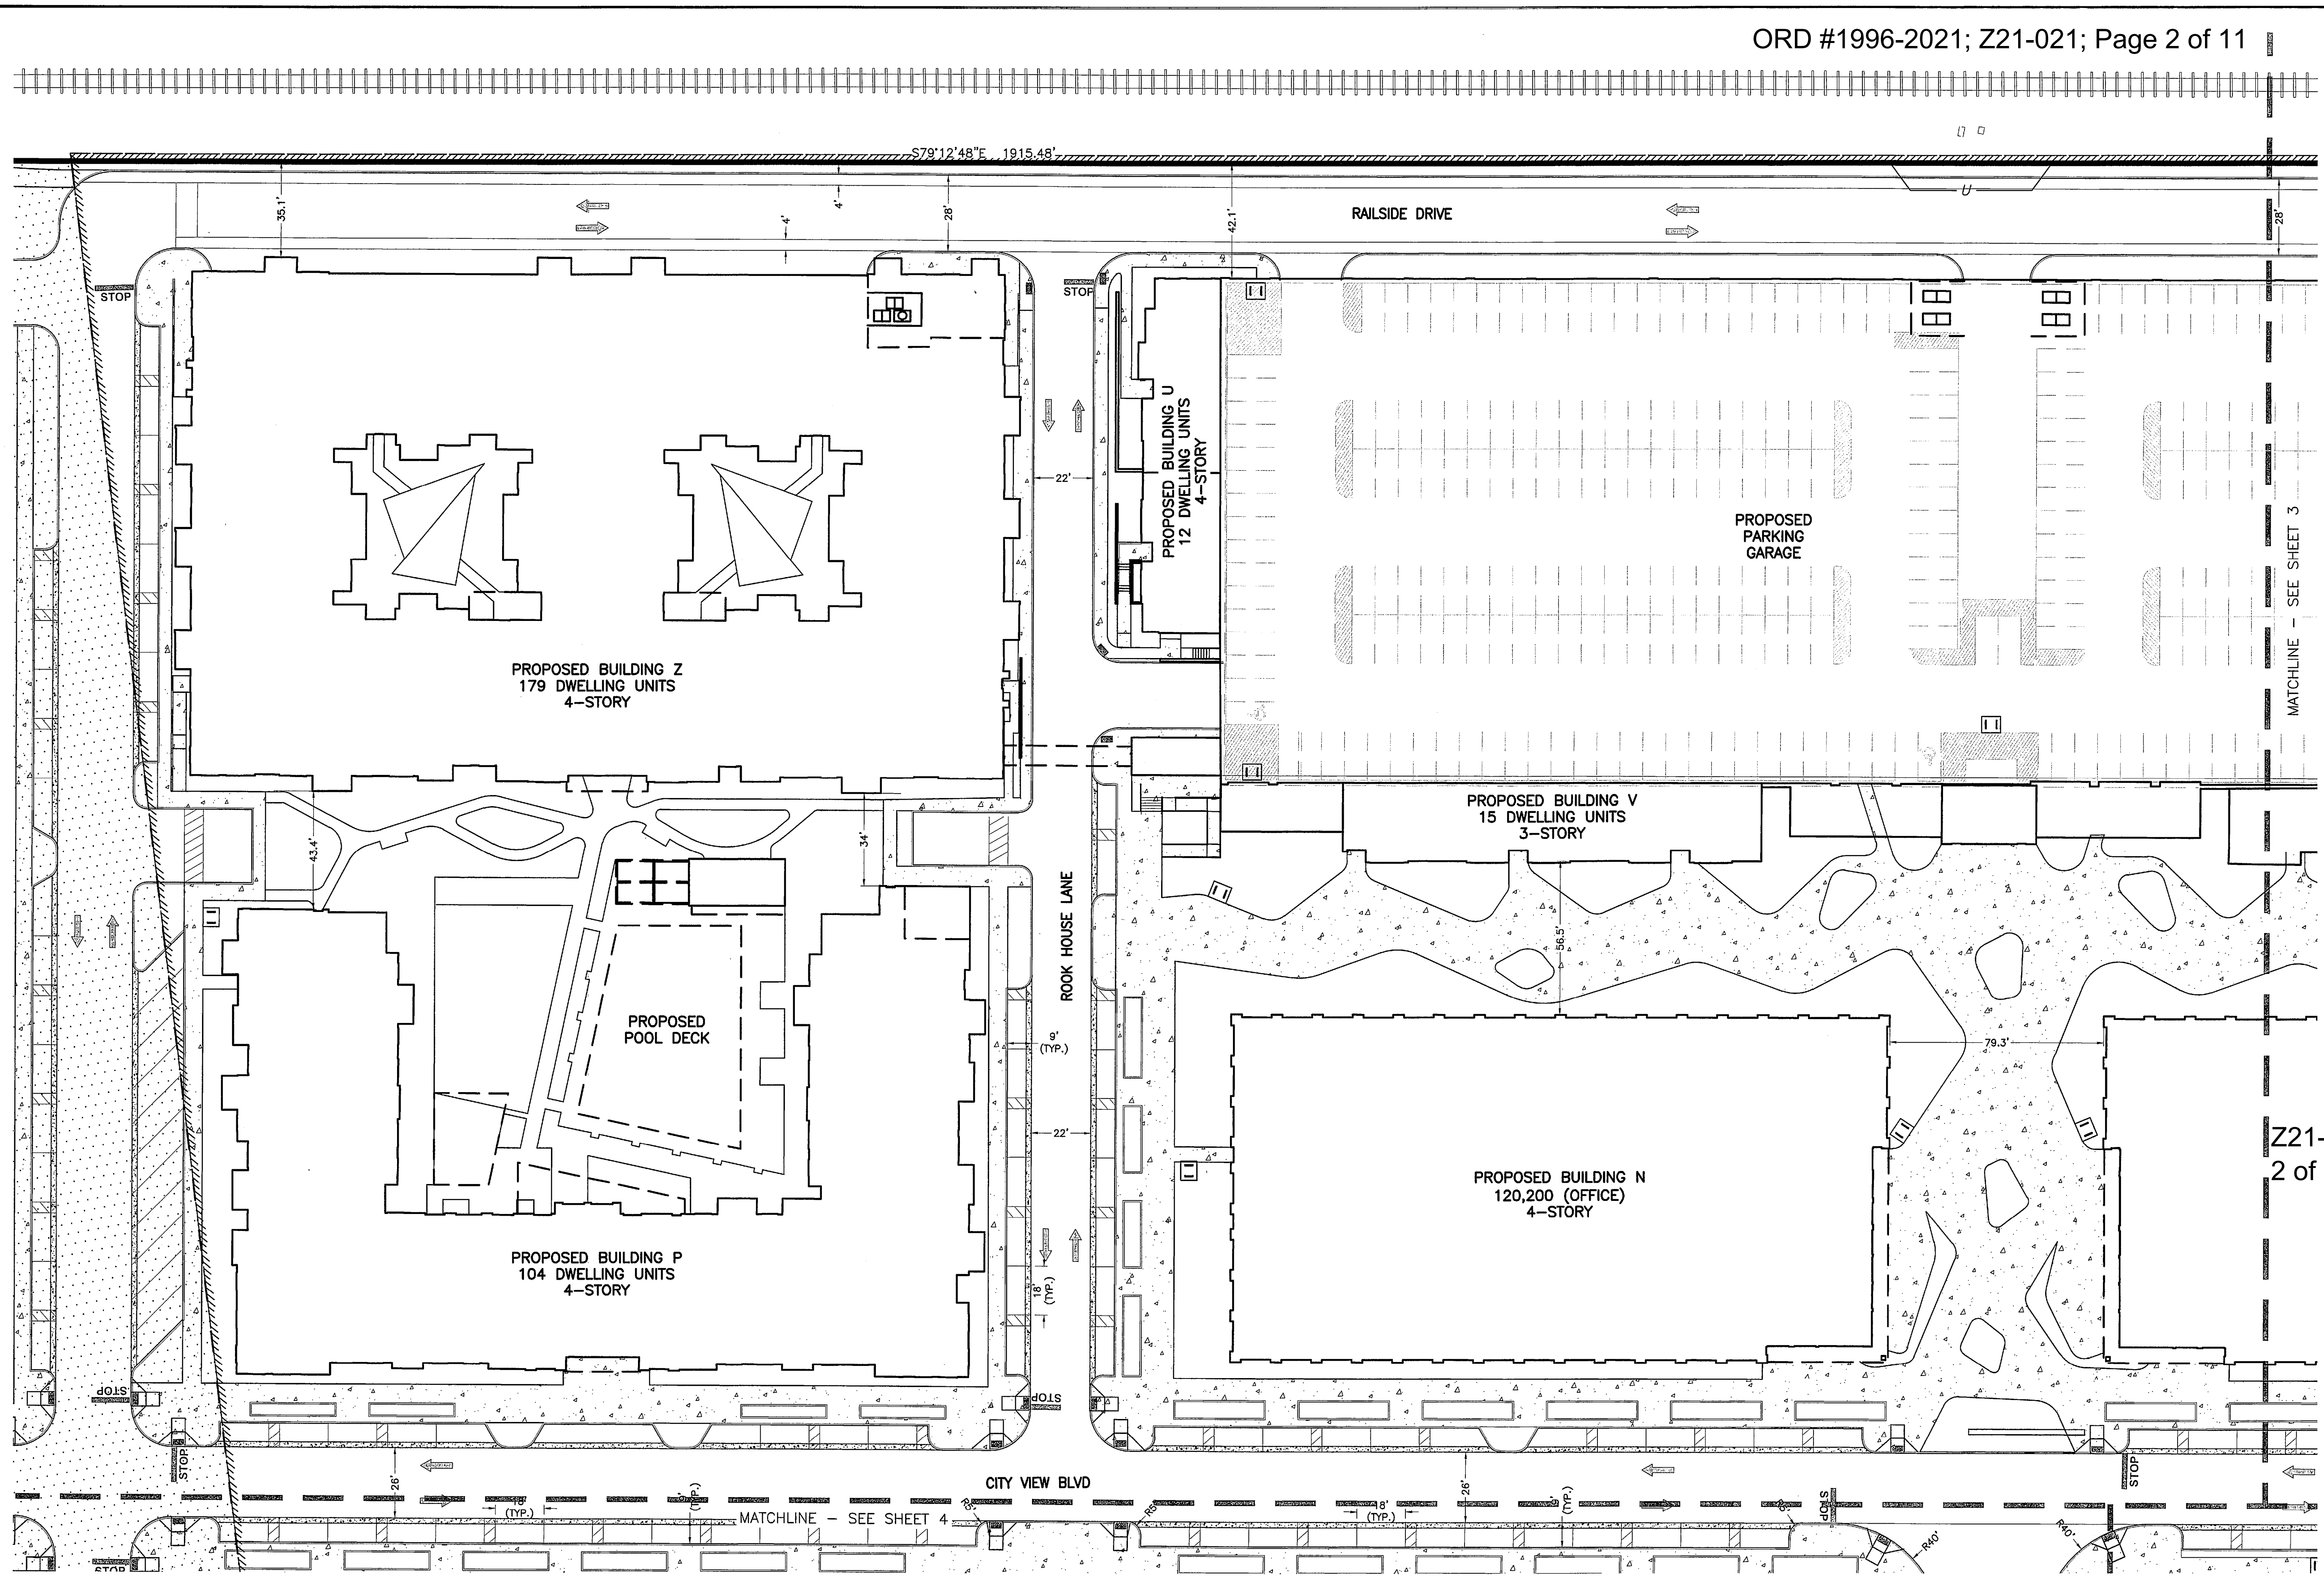 ORD #1996-2021; Z21-021; Page 2 of 11
S79°12'48"E 1915.48'
35.1'
4'
4'
28'
42.1'
RAILSIDE DRIVE
28'
STOP
STOP
22'
PROPOSED BUILDING U
12 DWELLING UNITS
4-STORY
PROPOSED
PARKING
GARAGE
MATCHLINE - SEE SHEET 3
PROPOSED BUILDING Z
179 DWELLING UNITS
4-STORY
PROPOSED BUILDING V
15 DWELLING UNITS
3-STORY
43.4'
34'
ROOK HOUSE LANE
56.5'
PROPOSED
POOL DECK
9'
(TYP.)
79.3'
22'
Z21-
2 of
PROPOSED BUILDING N
120,200 (OFFICE)
4-STORY
PROPOSED BUILDING P
104 DWELLING UNITS
4-STORY
18'
(TYP.)
STOP
STOP
STOP
STOP
26'
CITY VIEW BLVD
26'
18'
(TYP.)
(TYP.)
MATCHLINE - SEE SHEET 4
R5'
R5'
18'
(TYP.)
(TYP.)
STOP
R40'
R40'
STOP